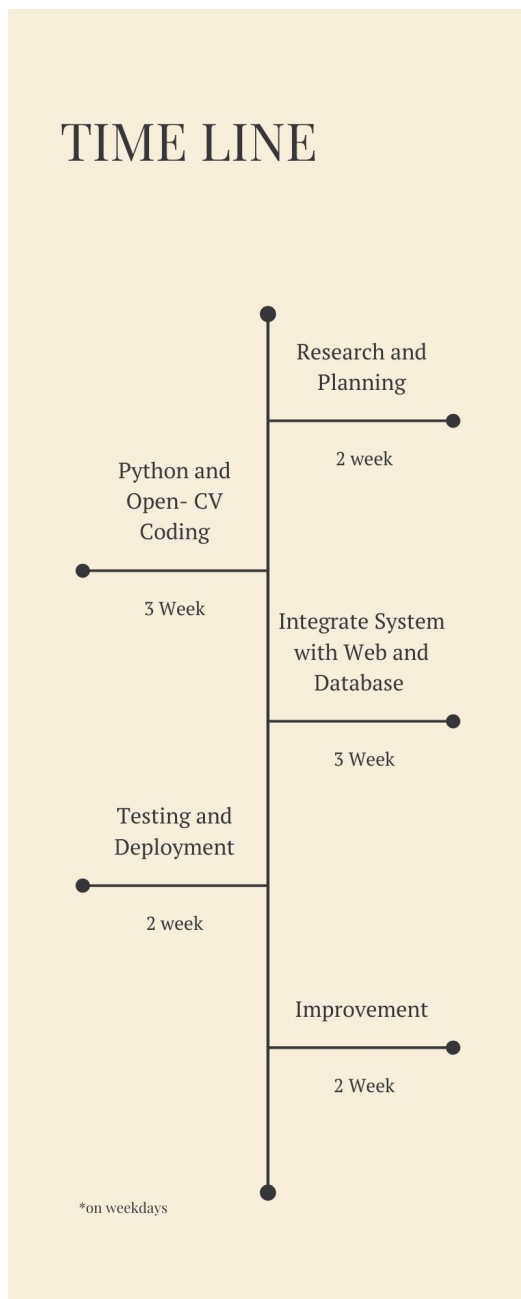 TIME LINE
Research and
Planning
2 week
Python and
Open- CV
Coding
3 Week
Integrate System
with Web and
Database
3 Week
Testing and
Deployment
2 week
Improvement
2 Week
*on weekdays